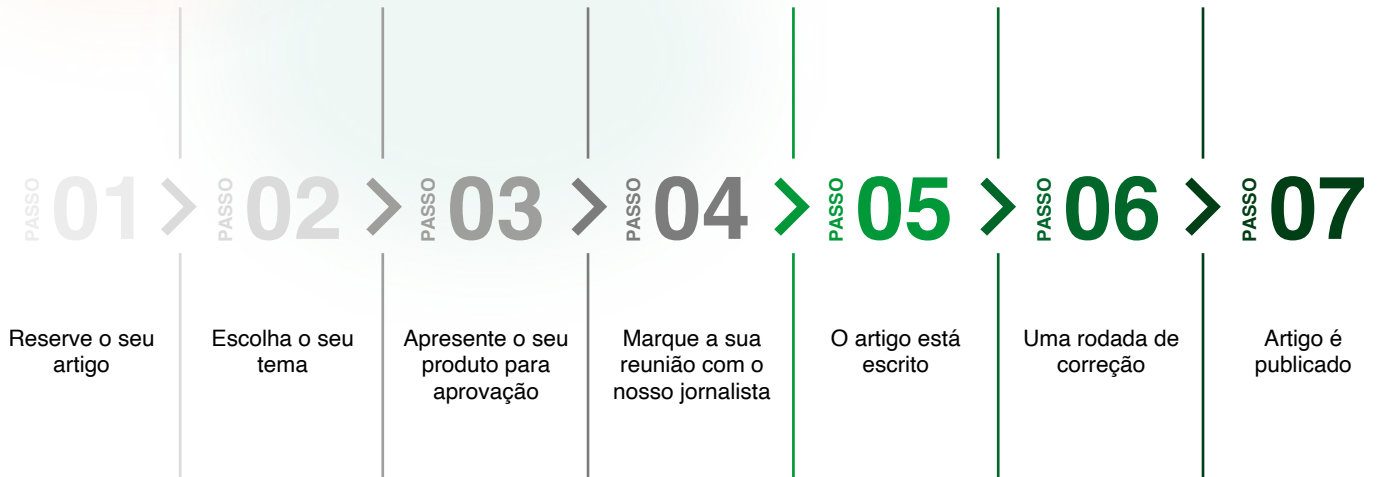 PASSO 01
PASSO 02
PASSO 03
PASSO 04
PASSO 05
PASSO 06
PASSO 07
Reserve o seu
artigo
Escolha o seu
tema
Apresente o seu
produto para
aprovação
Marque a sua
reunião com o
nosso jornalista
O artigo está
escrito
Uma rodada de
correção
Artigo é
publicado